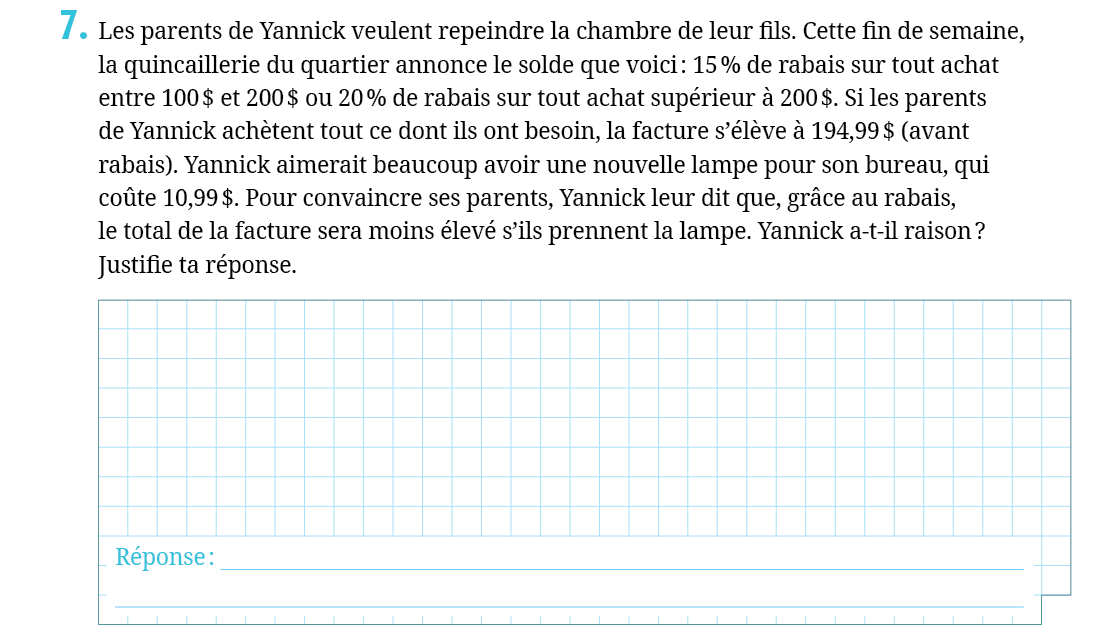 7. Les parents de Yannick veulent repeindre la chambre de leur fils. Cette fin de semaine,
la quincaillerie du quartier annonce le solde que voici : 15 % de rabais sur tout achat
entre 100 $ et 200 $ ou 20 % de rabais sur tout achat supérieur à 200 $. Si les parents
de Yannick achètent tout ce dont ils ont besoin, la facture s’élève à 194,99 $ (avant
rabais). Yannick aimerait beaucoup avoir une nouvelle lampe pour son bureau, qui
coûte 10,99 $. Pour convaincre ses parents, Yannick leur dit que, grâce au rabais,
le total de la facture sera moins élevé s’ils prennent la lampe. Yannick a-t-il raison ?
Justifie ta réponse.
Réponse :